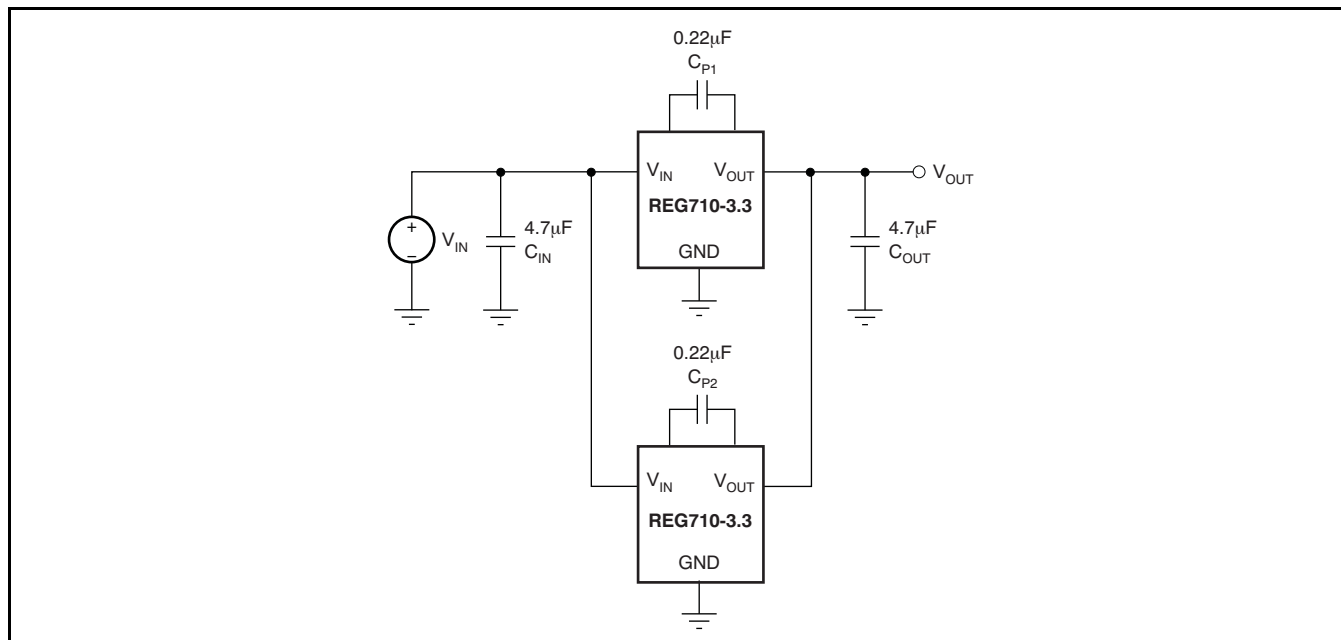 0.22μF
C_P1
V_IN V_OUT
REG710-3.3
GND
V_OUT
+
–
V_IN
4.7μF
C_IN
4.7μF
C_OUT
0.22μF
C_P2
V_IN V_OUT
REG710-3.3
GND